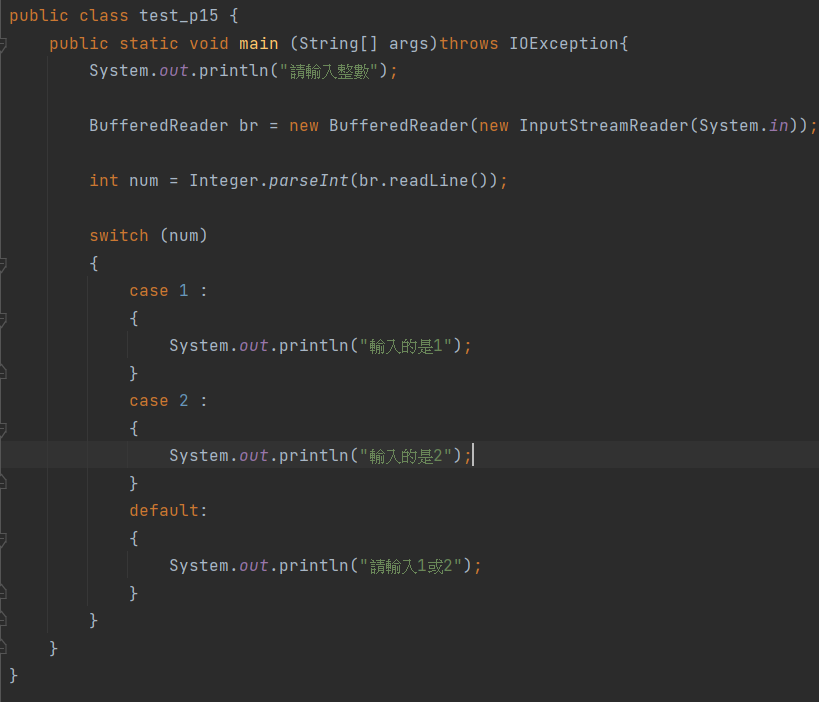 public class test_p15 {
public static void main (String[] args)throws IOException{
System.out.println("請輸入整數");
BufferedReader br = new BufferedReader(new InputStreamReader(System.in));
int num = Integer.parseInt(br.readLine());
switch (num)
{
case 1 :
{
System.out.println("輸入的是1");
}
case 2 :
{
System.out.println("輸入的是2");
}
default:
{
System.out.println("請輸入1或2");
}
}
}
}